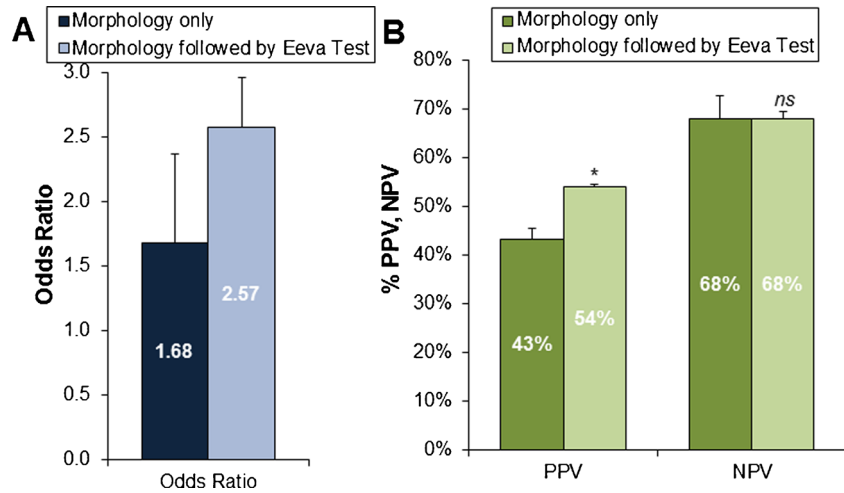 A
Morphology only
Morphology followed by Eeva Test
3.0
2.5
2.0
1.5
1.0
0.5
0.0
Odds Ratio
1.68
2.57
Odds Ratio
B
Morphology only
Morphology followed by Eeva Test
80%
70%
60%
50%
40%
30%
20%
10%
0%
% PPV, NPV
*
ns
43%
54%
68%
68%
PPV
NPV